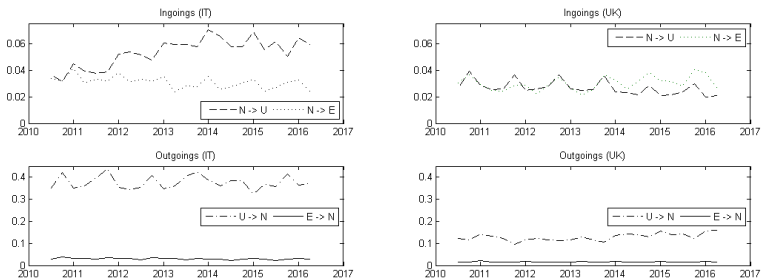 Ingoings (IT)
0.06
0.04
0.02
0
N -> U
N -> E
2010 2011 2012 2013 2014 2015 2016 2017
Ingoings (UK)
0.06
0.04
0.02
0
N -> U
N -> E
2010 2011 2012 2013 2014 2015 2016 2017
Outgoings (IT)
0.4
0.3
0.2
0.1
0
U -> N
E -> N
2010 2011 2012 2013 2014 2015 2016 2017
Outgoings (UK)
0.4
0.3
0.2
0.1
0
U -> N
E -> N
2010 2011 2012 2013 2014 2015 2016 2017